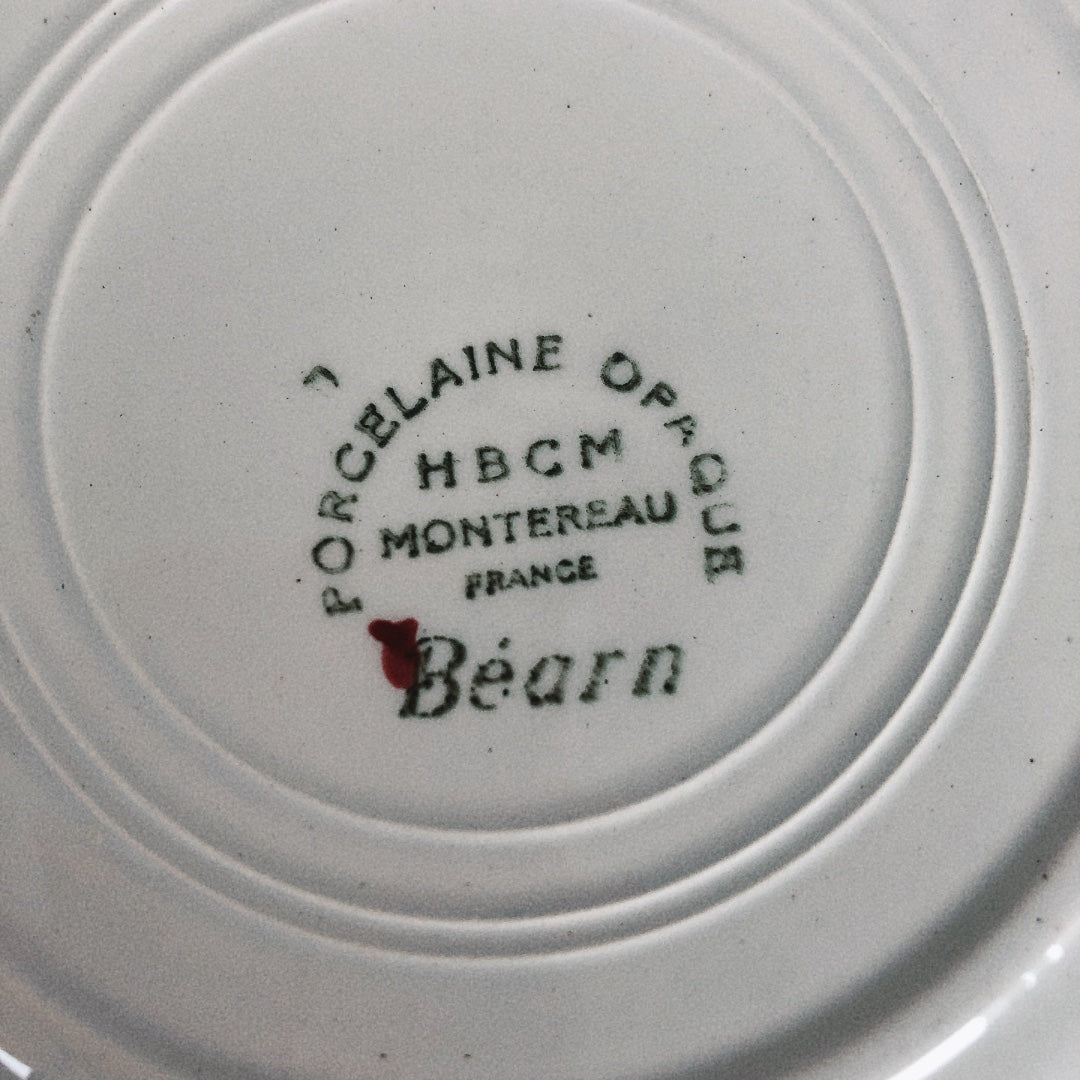 PORCELAINE OPAQUE
HBCM
MONTEREAU
FRANCE
Béarn